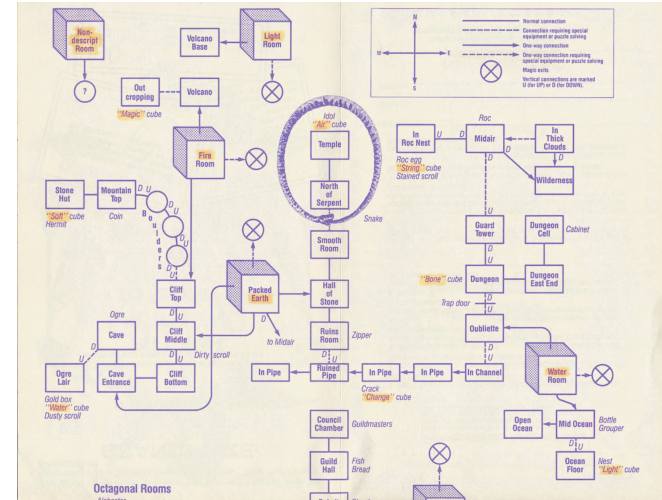 Non-
descript
Room
?
Volcano
Base
Light
Room
Out
cropping
Volcano
"Magic" cube
Fire
Room
N
W
E
S
Normal connection
Connection requiring special
equipment or puzzle solving
One-way connection
One-way connection requiring
special equipment or puzzle solving
Magic exits
Vertical connections are marked
U (for UP) or D (for DOWN).
Idol
"Air" cube
Temple
North
of
Serpent
Snake
Smooth
Room
Hall
of
Stone
Ruins
Room
Zipper
D
U
Ruined
Pipe
In Pipe
Roc
In
Roc Nest
U
D
Midair
D
D
In
Thick
Clouds
D
Wilderness
Roc egg
"String" cube
Stained scroll
U
Guard
Tower
D
U
Dungeon
Cell
Cabinet
"Bone" cube
Dungeon
Dungeon
East End
D
Trap door
U
Oubliette
D
U
In Pipe
In Pipe
In Channel
Crack
"Change" cube
Stone
Hut
Mountain
Top
D
U
"Soft" cube
Hermit
Coin
Boulders
D
U
D
U
D
U
Cliff
Top
D
U
Cliff
Middle
Dirty scroll
D
U
Cliff
Bottom
Packed
Earth
D
D
to Midair
Ogre
Cave
D
U
Ogre
Lair
Cave
Entrance
Gold box
"Water" cube
Dusty scroll
Water
Room
Open
Ocean
Mid Ocean
Bottle
Grouper
D
U
Ocean
Floor
Nest
"Light" cube
Council
Chamber
Guildmasters
Guild
Hall
Fish
Bread
Octagonal Rooms